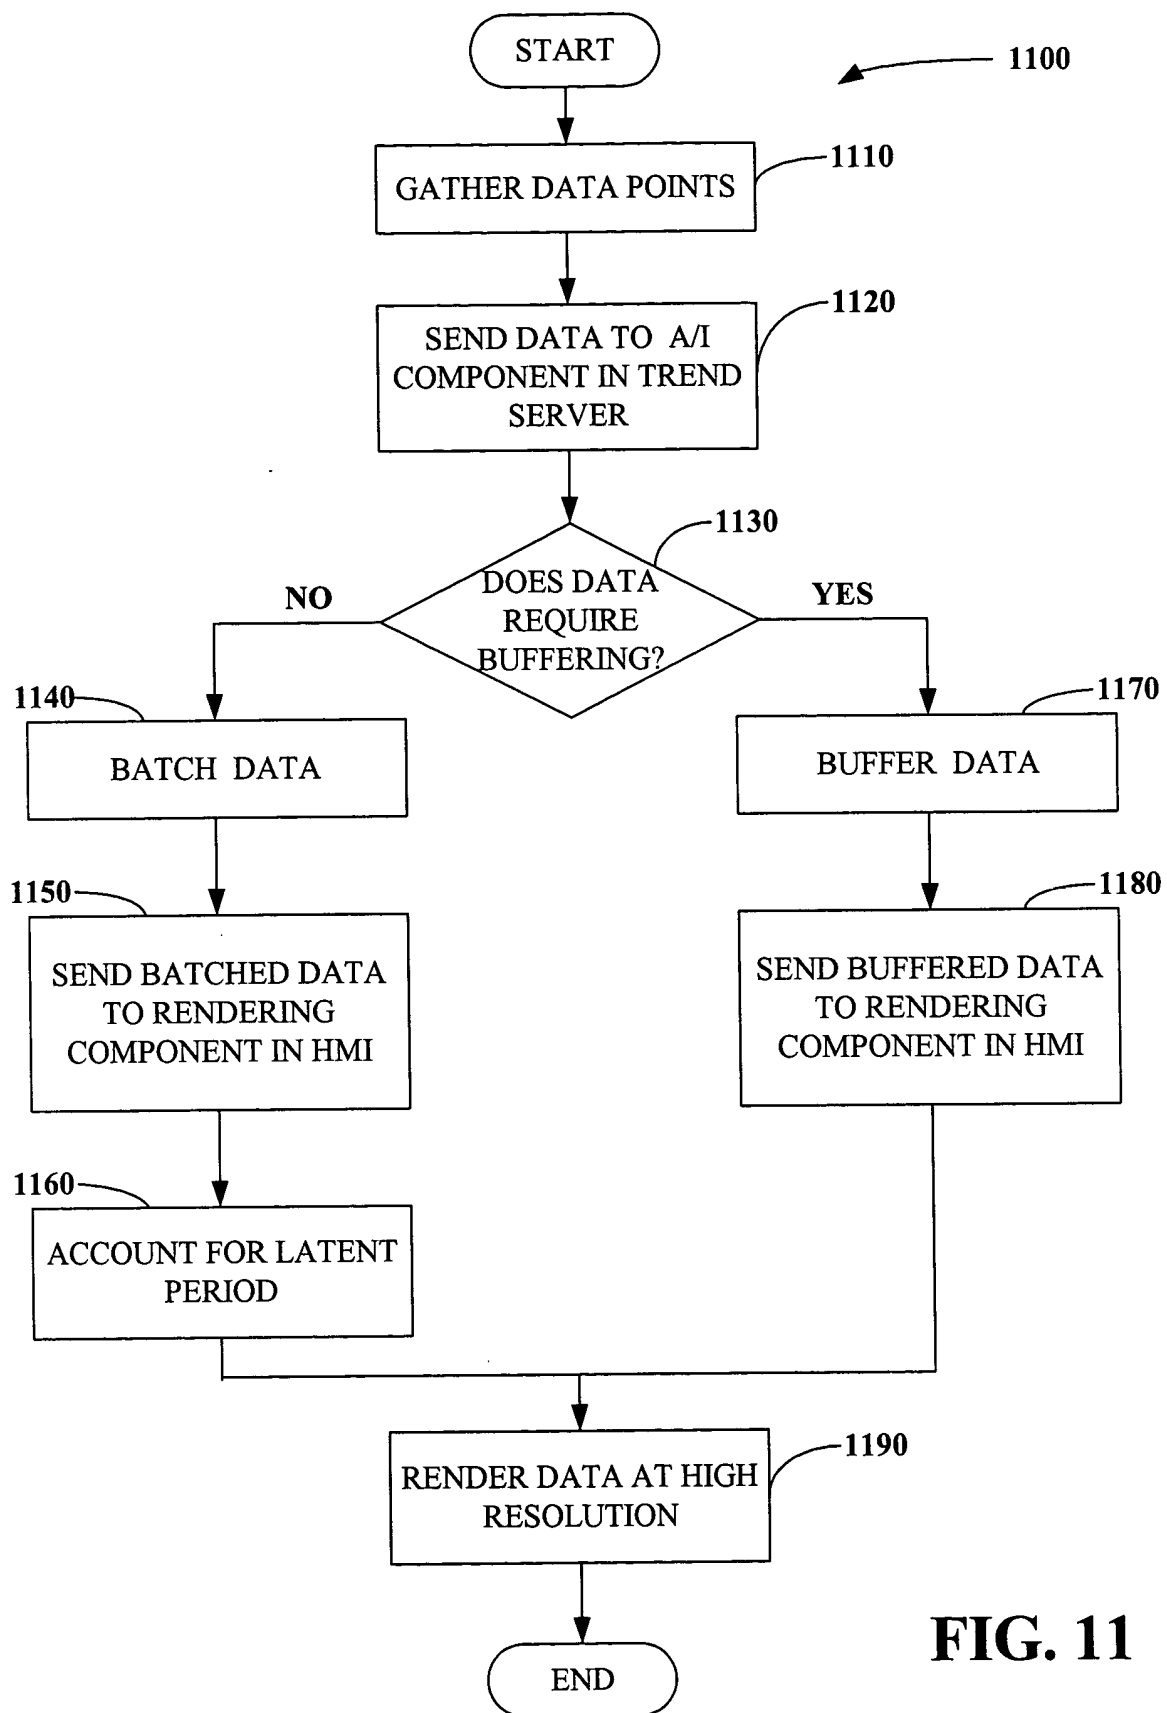 START
1100
1110
GATHER DATA POINTS
1120
SEND DATA TO A/I
COMPONENT IN TREND
SERVER
1130
DOES DATA
REQUIRE
BUFFERING?
NO
YES
1140
BATCH DATA
1170
BUFFER DATA
1150
SEND BATCHED DATA
TO RENDERING
COMPONENT IN HMI
1180
SEND BUFFERED DATA
TO RENDERING
COMPONENT IN HMI
1160
ACCOUNT FOR LATENT
PERIOD
1190
RENDER DATA AT HIGH
RESOLUTION
END
FIG. 11